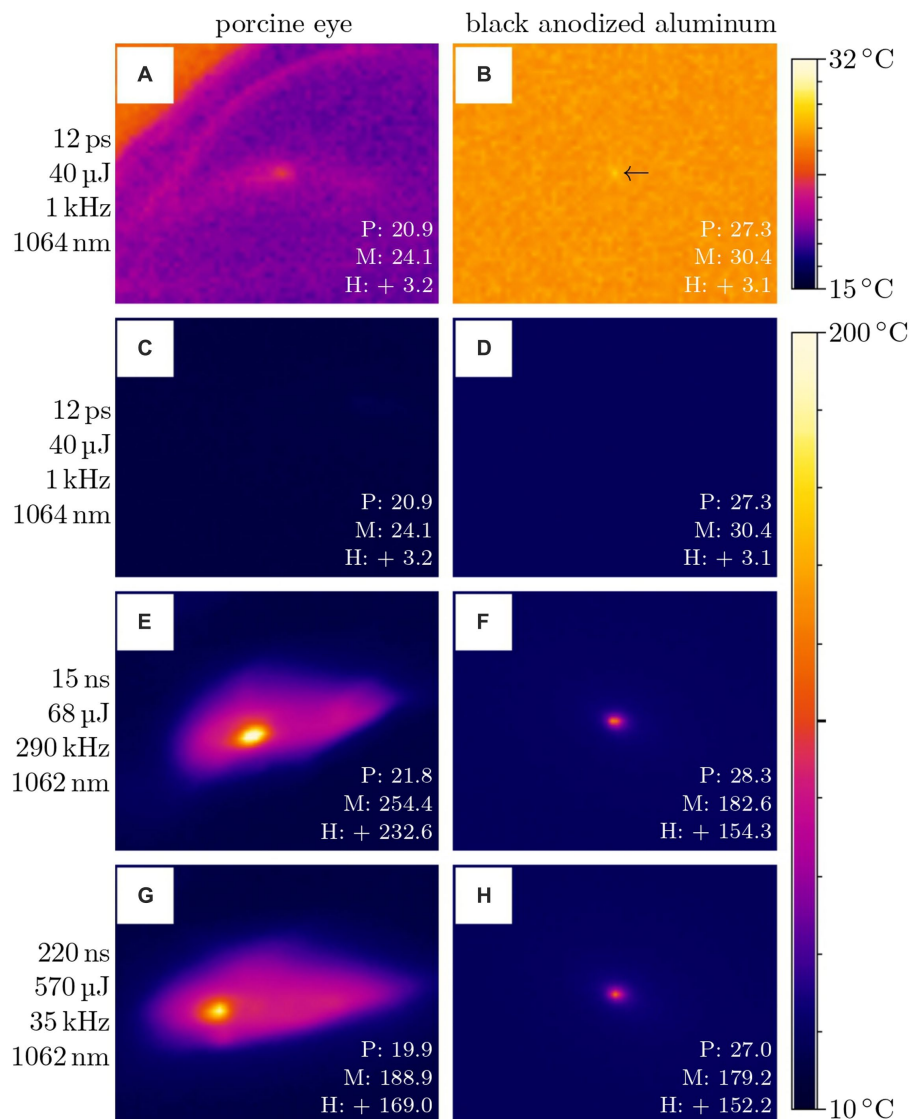 porcine eye
black anodized aluminum
A
B
32 °C
12 ps
40 µJ
1 kHz
1064 nm
P: 20.9
M: 24.1
H: + 3.2
←
P: 27.3
M: 30.4
H: + 3.1
15 °C
C
D
200 °C
12 ps
40 µJ
1 kHz
1064 nm
P: 20.9
M: 24.1
H: + 3.2
P: 27.3
M: 30.4
H: + 3.1
E
F
15 ns
68 µJ
290 kHz
1062 nm
P: 21.8
M: 254.4
H: + 232.6
P: 28.3
M: 182.6
H: + 154.3
G
H
220 ns
570 µJ
35 kHz
1062 nm
P: 19.9
M: 188.9
H: + 169.0
P: 27.0
M: 179.2
H: + 152.2
10 °C